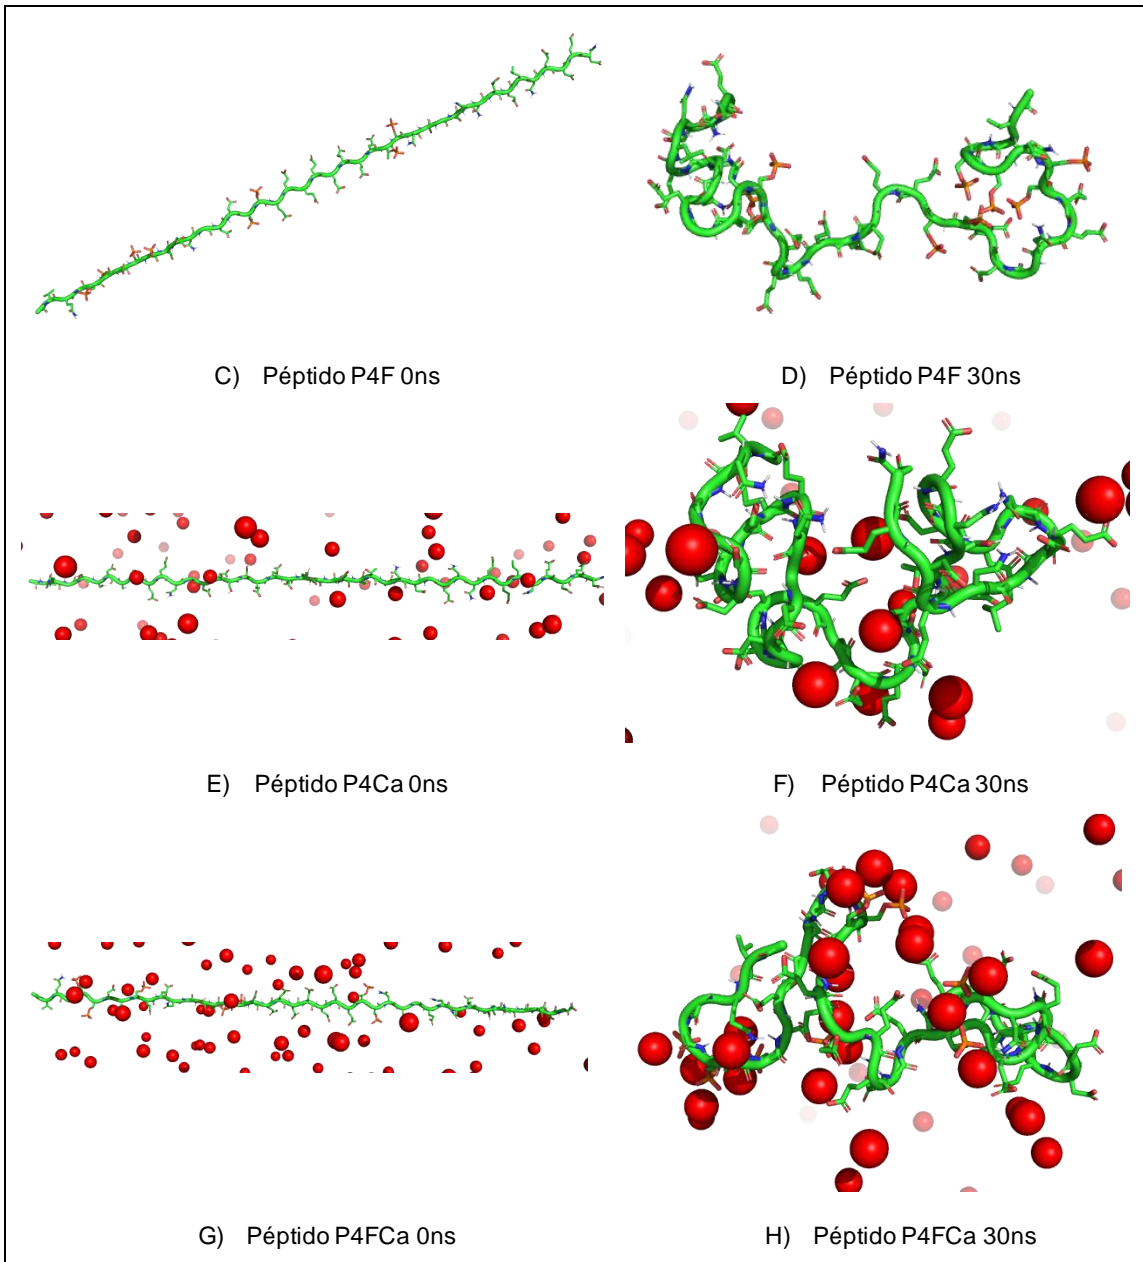 C) Péptido P4F 0ns
D) Péptido P4F 30ns
E) Péptido P4Ca 0ns
F) Péptido P4Ca 30ns
G) Péptido P4FCa 0ns
H) Péptido P4FCa 30ns